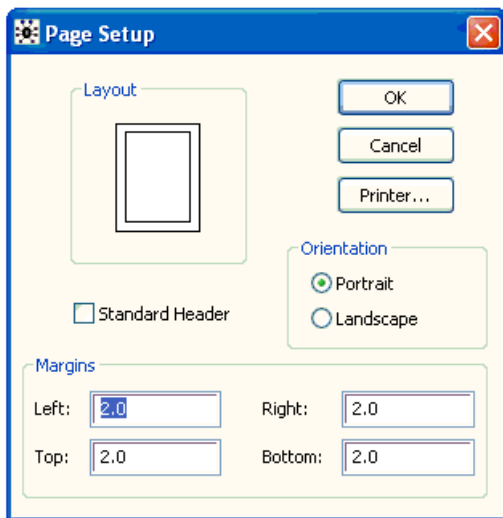 Page Setup
Layout
OK
Cancel
Printer...
Orientation
Portrait
Landscape
Standard Header
Margins
Left: 2.0 Right: 2.0
Top: 2.0 Bottom: 2.0